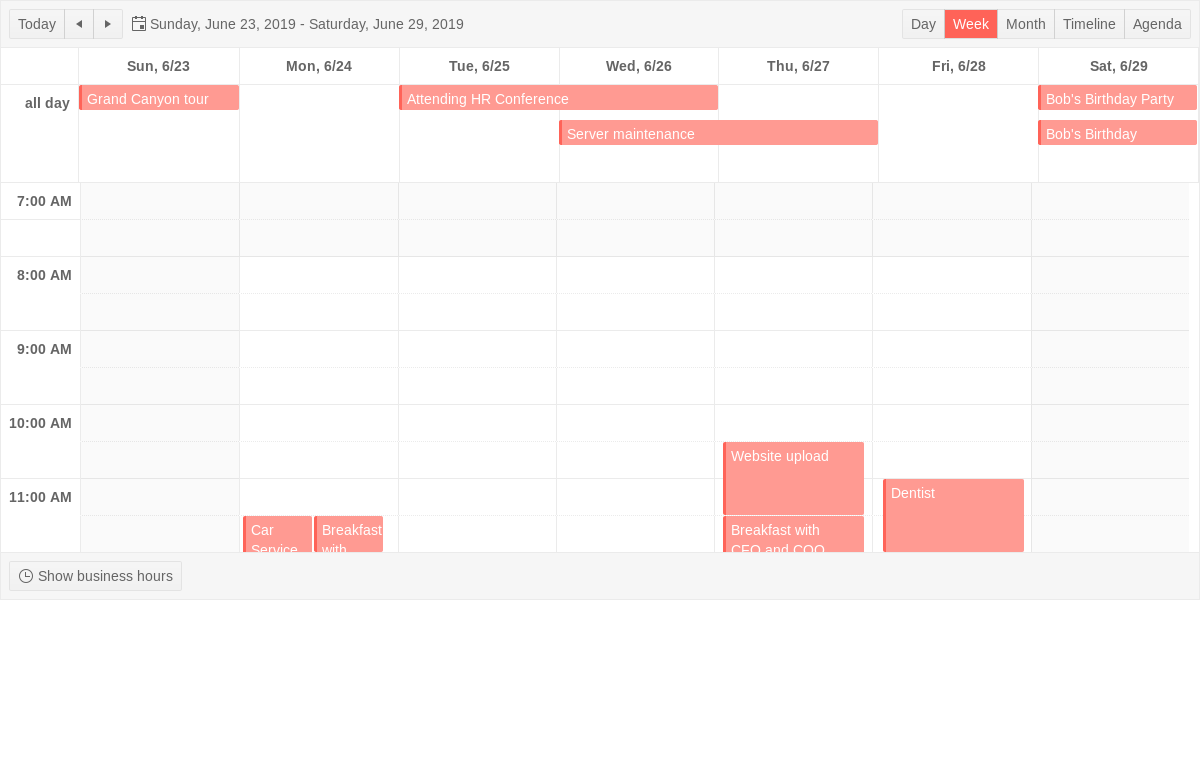 Today
Sunday, June 23, 2019 - Saturday, June 29, 2019
Day Week Month Timeline Agenda
Sun, 6/23 Mon, 6/24 Tue, 6/25 Wed, 6/26 Thu, 6/27 Fri, 6/28 Sat, 6/29
all day
Grand Canyon tour
Attending HR Conference
Bob's Birthday Party
Server maintenance
Bob's Birthday
7:00 AM
8:00 AM
9:00 AM
10:00 AM
Website upload
11:00 AM
Dentist
Car
Service
Breakfast
with
Breakfast with
CFO and COO
Show business hours